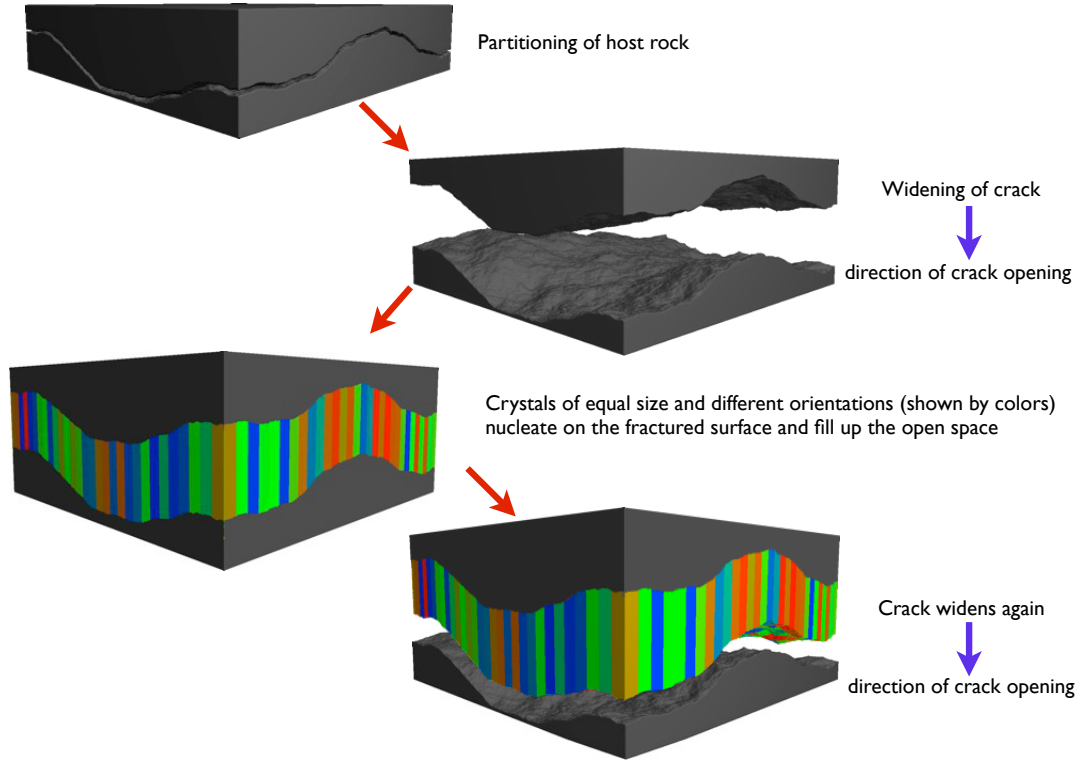 Partitioning of host rock
Widening of crack
direction of crack opening
Crystals of equal size and different orientations (shown by colors)
nucleate on the fractured surface and fill up the open space
Crack widens again
direction of crack opening